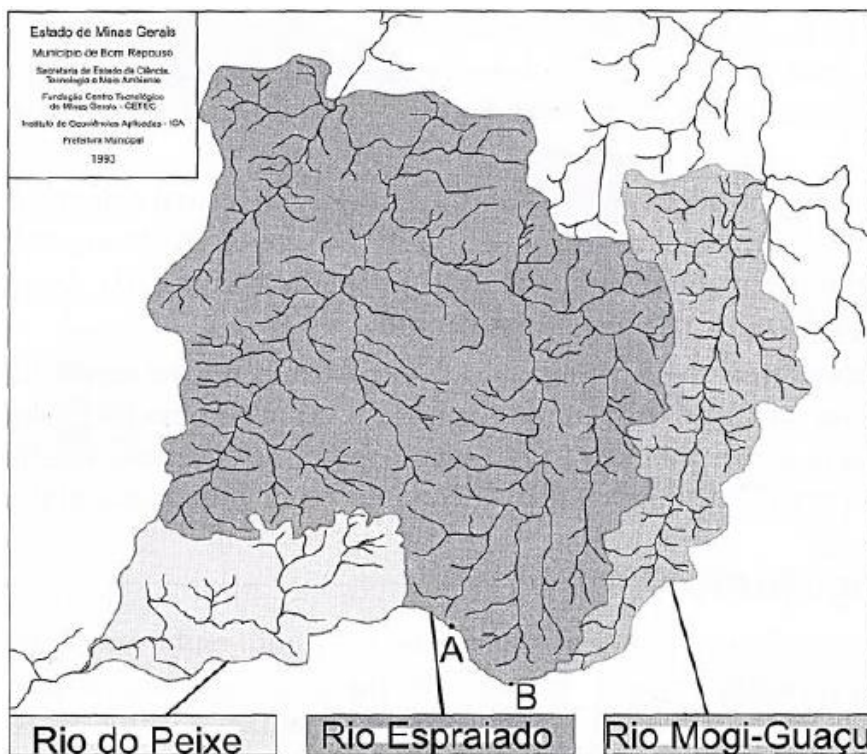 Estado de Minas Gerais
Município de Bom Repouso
Secretaria de Estado de Ciência,
Tecnologia e Meio Ambiente
Fundação Centro Tecnológico
de Minas Gerais - CETEC
Instituto de Geociências Aplicadas - IGA
Prefeitura Municipal
1993
A
B
Rio do Peixe
Rio Espraiado
Rio Mogi-Guaçu